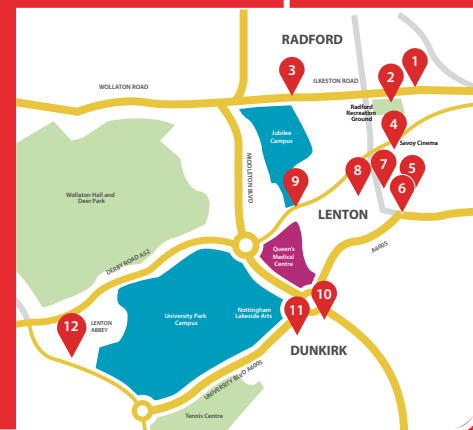 RADFORD
1
2
3
ILKESTON ROAD
WOLLATON ROAD
Radford
Recreation
Ground
4
Jubilee
Campus
Savoy Cinema
MIDDLETON BLVD
5
7
8
6
9
Wollaton Hall and
Deer Park
LENTON
A6005
Queen's
Medical
Centre
DERBY ROAD A52
10
11
Nottingham
Lakeside Arts
University Park
Campus
12
LENTON
ABBEY
DUNKIRK
UNIVERSITY BLVD A6005
Tennis Centre